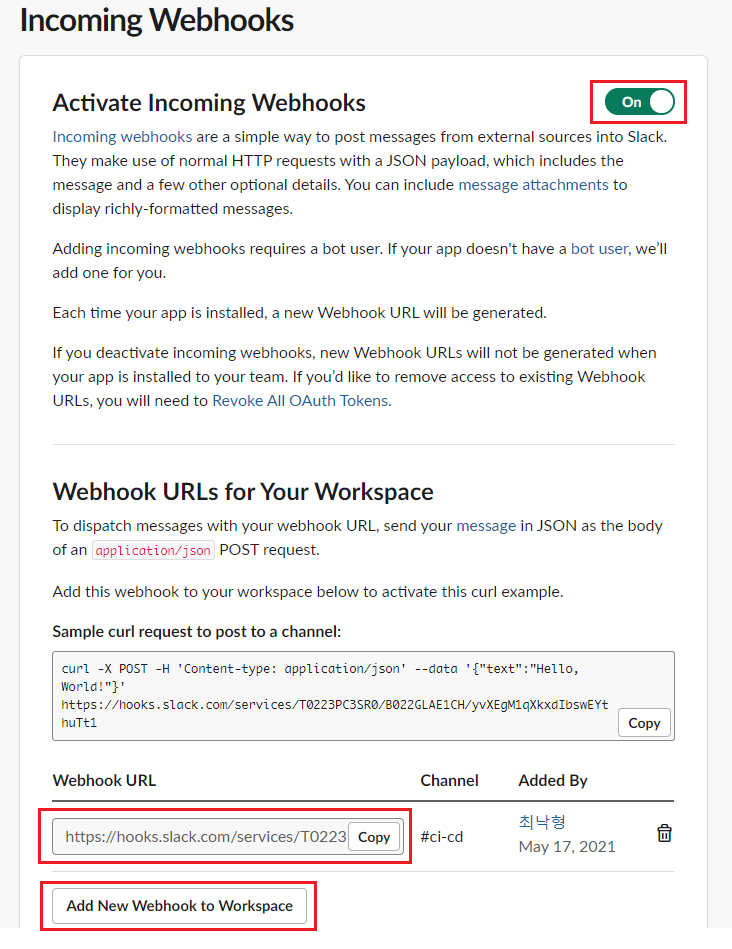 Incoming Webhooks
Activate Incoming Webhooks
On
Incoming webhooks are a simple way to post messages from external sources into Slack.
They make use of normal HTTP requests with a JSON payload, which includes the
message and a few other optional details. You can include message attachments to
display richly-formatted messages.
Adding incoming webhooks requires a bot user. If your app doesn't have a bot user, we'll
add one for you.
Each time your app is installed, a new Webhook URL will be generated.
If you deactivate incoming webhooks, new Webhook URLs will not be generated when
your app is installed to your team. If you'd like to remove access to existing Webhook
URLs, you will need to Revoke All OAuth Tokens.
Webhook URLs for Your Workspace
To dispatch messages with your webhook URL, send your message in JSON as the body
of an application/json POST request.
Add this webhook to your workspace below to activate this curl example.
Sample curl request to post to a channel:
curl -X POST -H 'Content-type: application/json' --data '{"text":"Hello,
World!"}'
https://hooks.slack.com/services/T0223PC3SR0/B022GLAE1CH/yvXEgM1qXkxdIbswEYt
huTt1
Copy
Webhook URL Channel Added By
https://hooks.slack.com/services/T0223 Copy #ci-cd 최낙형
May 17, 2021
Add New Webhook to Workspace